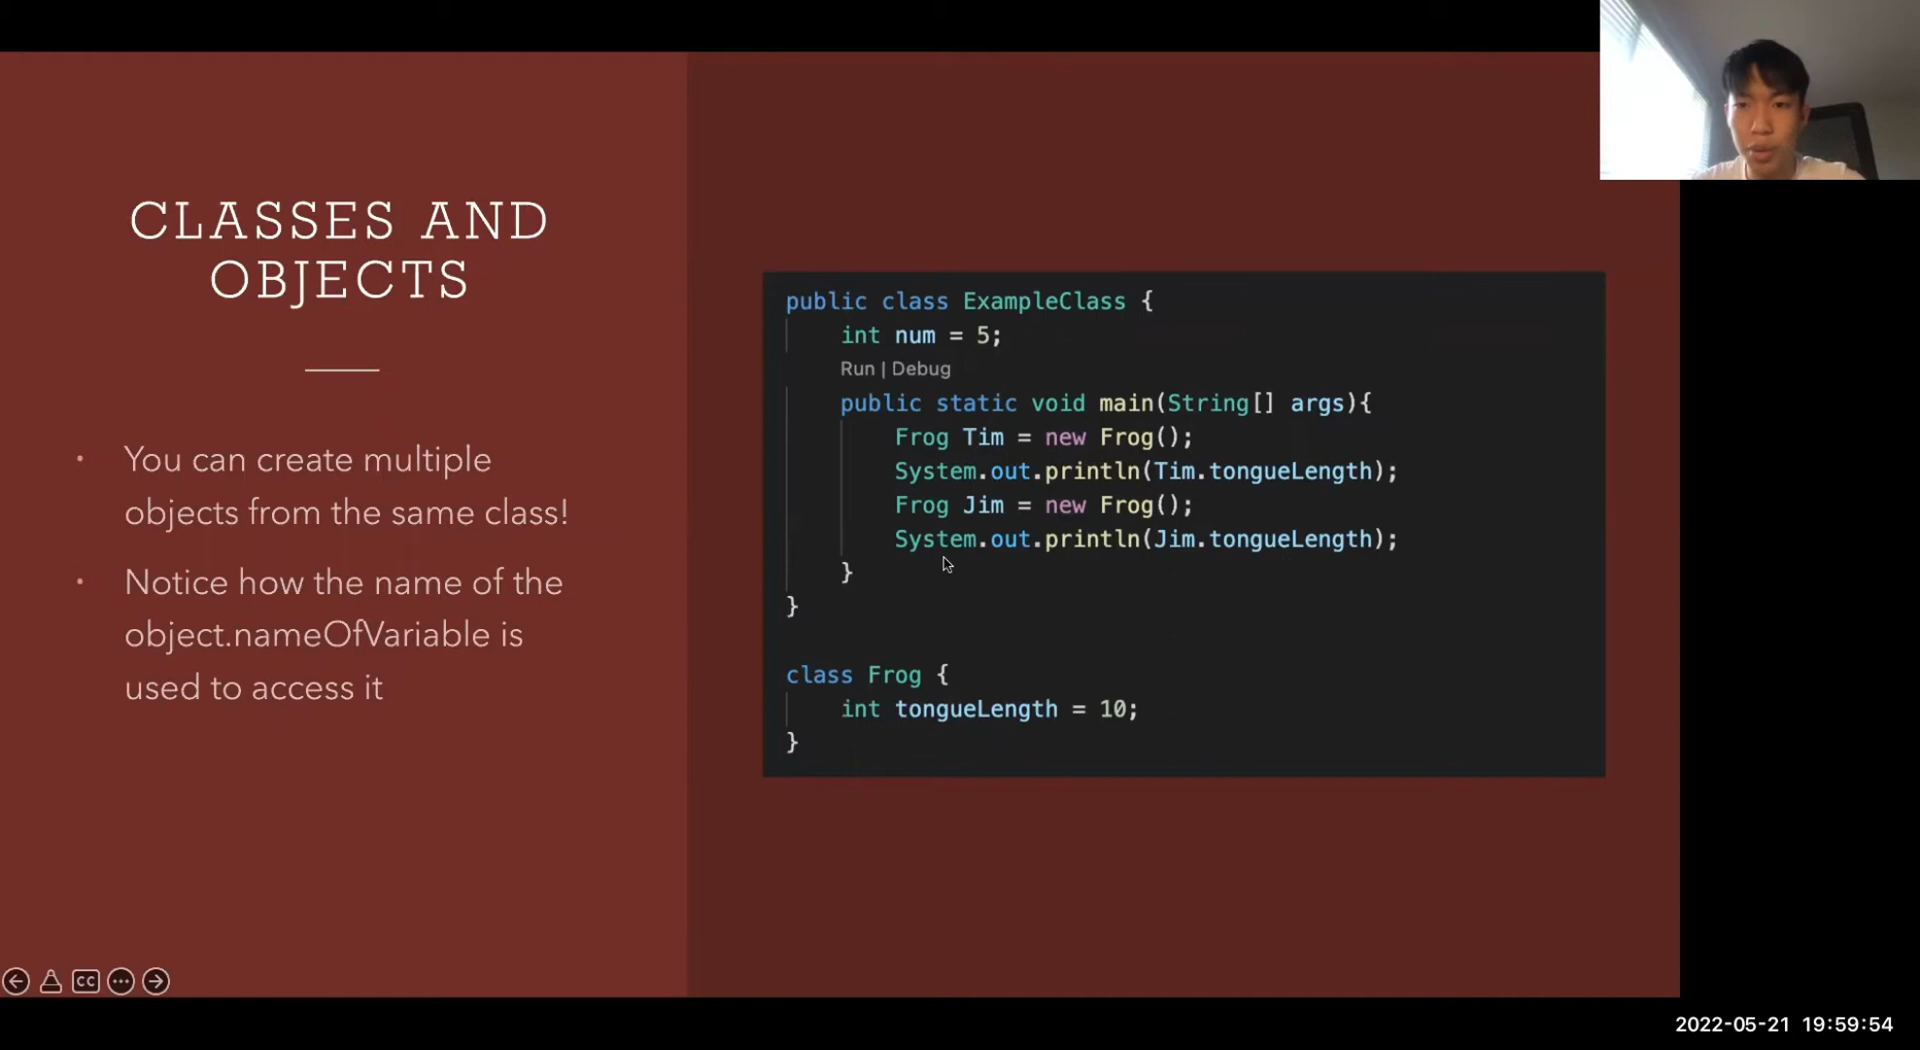 CLASSES AND
OBJECTS
• You can create multiple
objects from the same class!
• Notice how the name of the
object.nameOfVariable is
used to access it
public class ExampleClass {
int num = 5;
Run | Debug
public static void main(String[] args){
Frog Tim = new Frog();
System.out.println(Tim.tongueLength);
Frog Jim = new Frog();
System.out.println(Jim.tongueLength);
}
}
class Frog {
int tongueLength = 10;
}
CC
2022-05-21 19:59:54